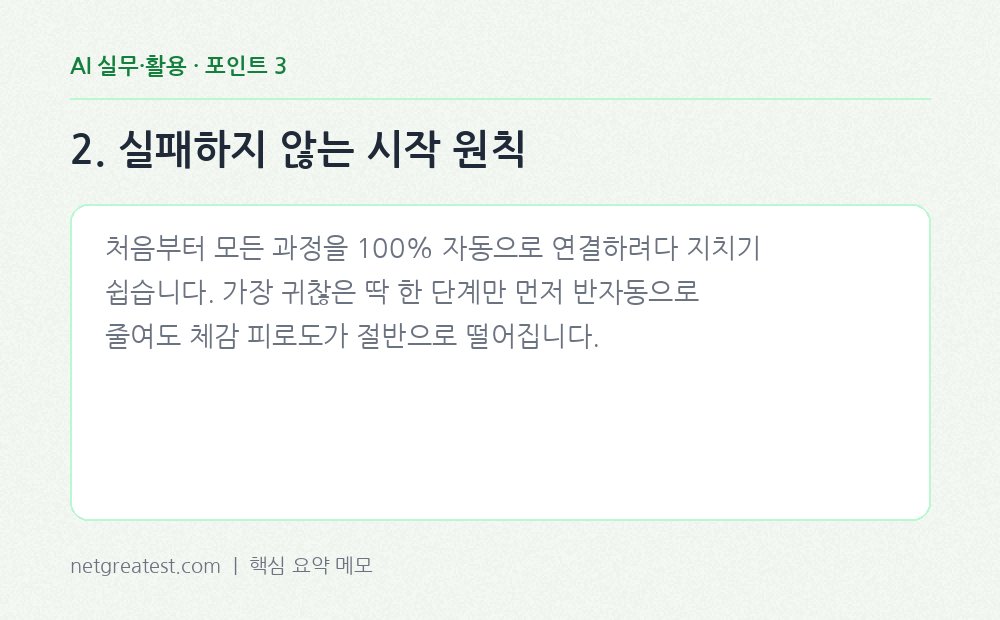 AI 실무·활용 · 포인트 3
2. 실패하지 않는 시작 원칙
처음부터 모든 과정을 100% 자동으로 연결하려다 지치기
쉽습니다. 가장 귀찮은 딱 한 단계만 먼저 반자동으로
줄여도 체감 피로도가 절반으로 떨어집니다.
netgreatest.com | 핵심 요약 메모